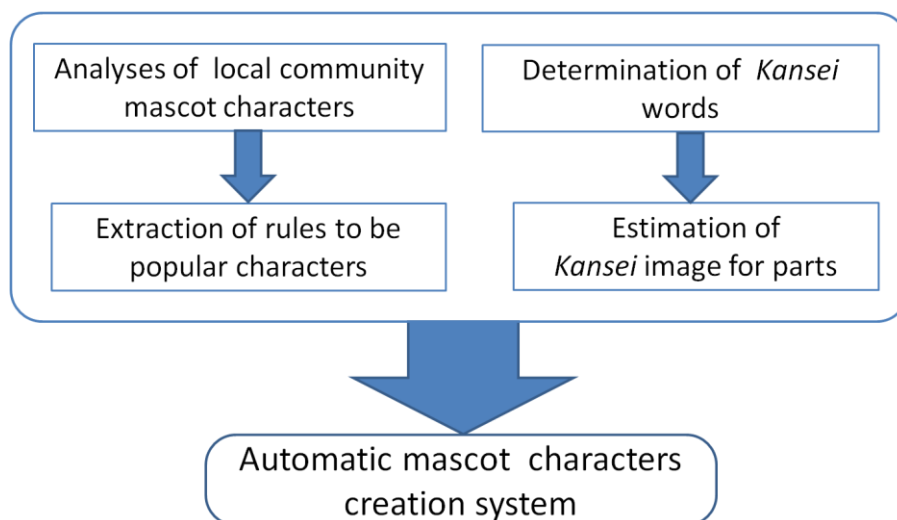 Analyses of local community
mascot characters
Determination of Kansei
words
Extraction of rules to be
popular characters
Estimation of
Kansei image for parts
Automatic mascot characters
creation system